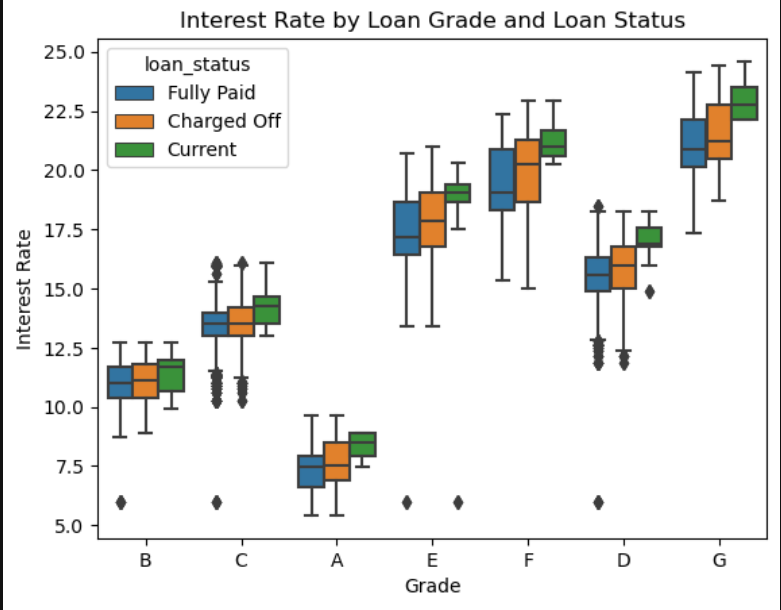 Interest Rate by Loan Grade and Loan Status
loan_status
Fully Paid
Charged Off
Current
Interest Rate
25.0
22.5
20.0
17.5
15.0
12.5
10.0
7.5
5.0
B C A E F D G
Grade